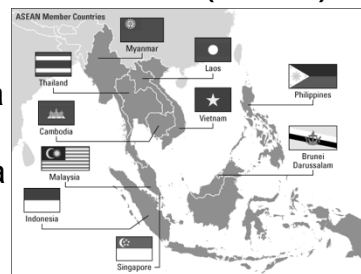 ASEAN Member Countries
Myanmar
Laos
Thailand
Philippines
Vietnam
Cambodia
Brunei
Darussalam
Malaysia
Indonesia
Singapore